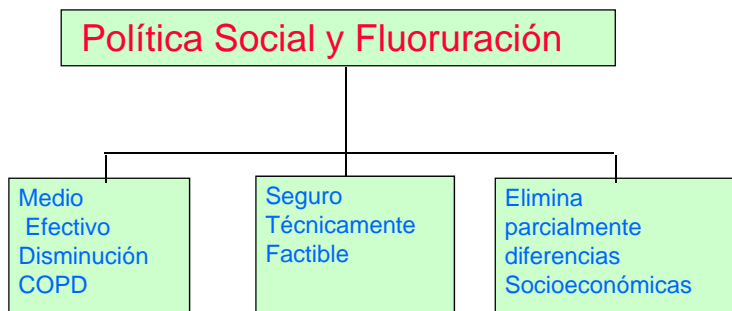 Política Social y Fluoruración
Medio
Efectivo
Disminución
COPD
Seguro
Técnicamente
Factible
Elimina
parcialmente
diferencias
Socioeconómicas